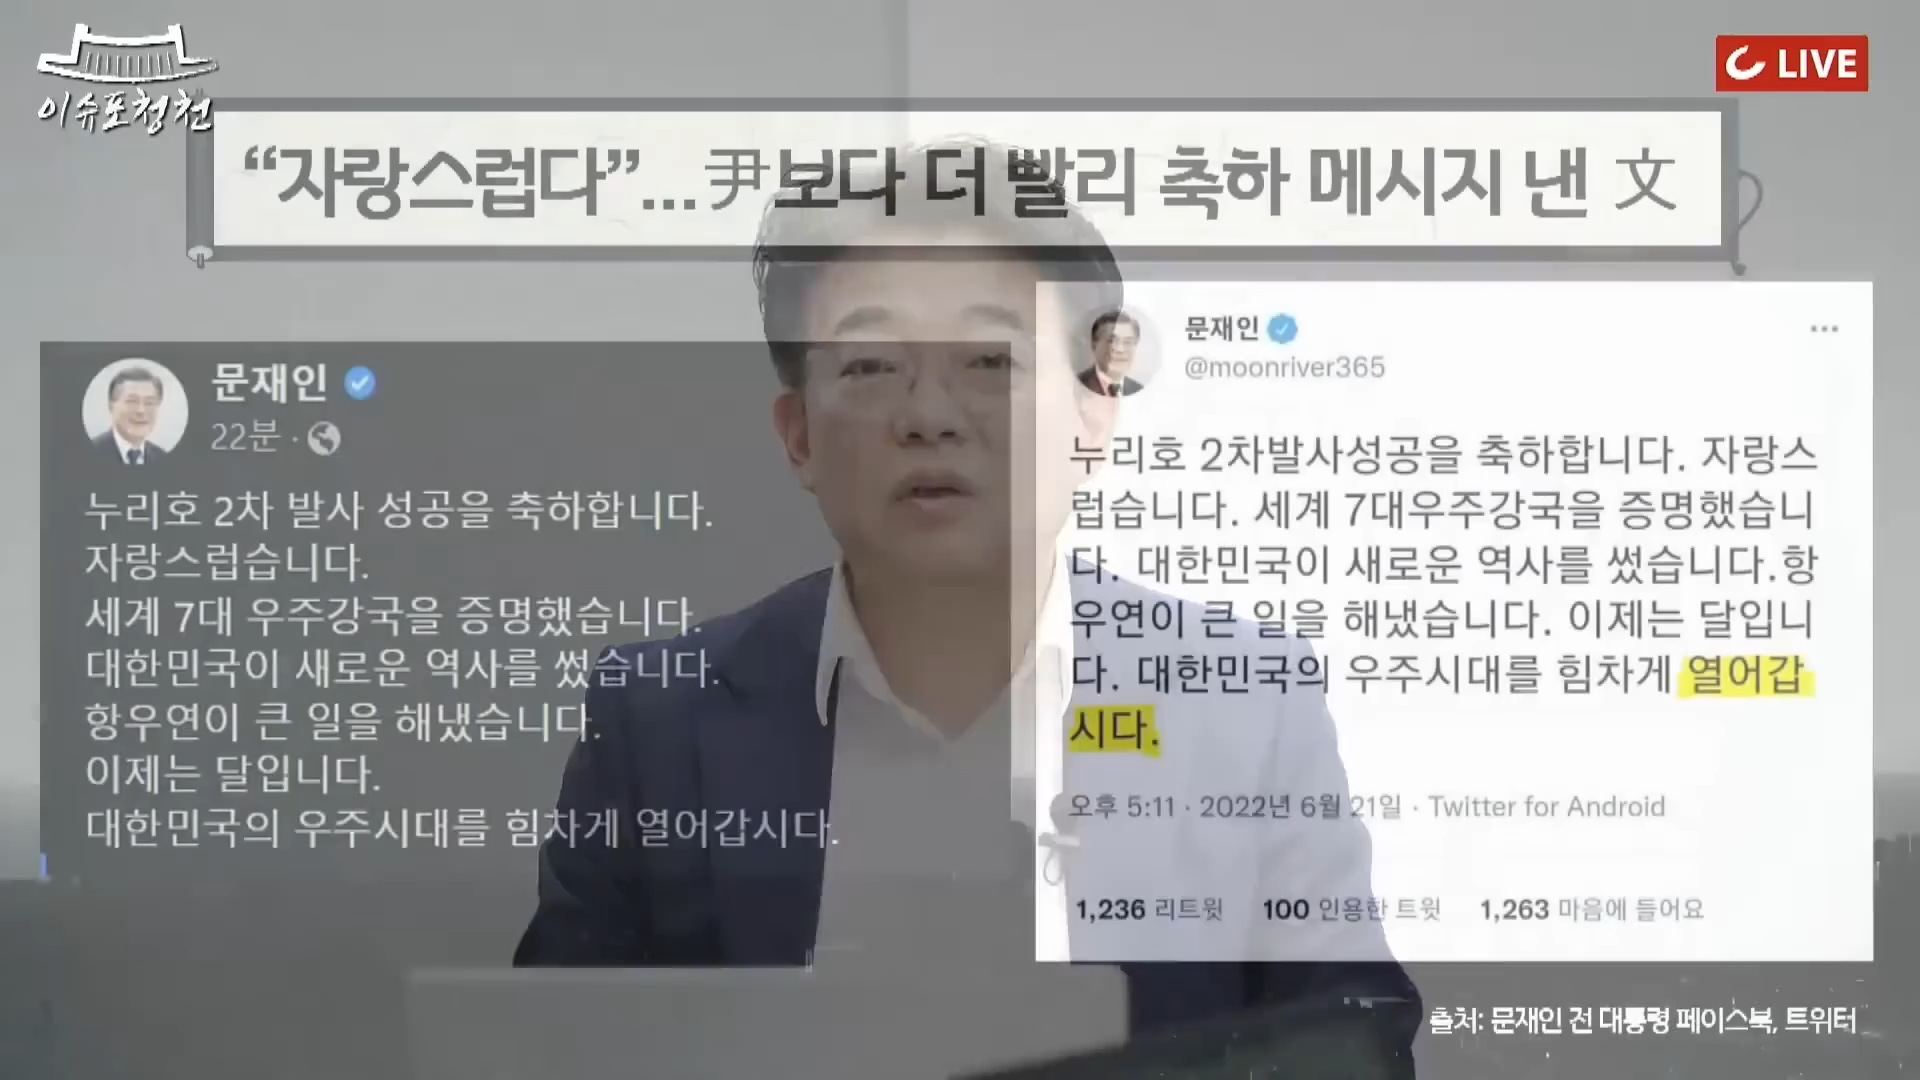 이슈포청천
LIVE
“자랑스럽다”...尹보다 더 빨리 축하 메시지 낸 文
문재인
22분 ·
누리호 2차 발사 성공을 축하합니다.
자랑스럽습니다.
세계 7대 우주강국을 증명했습니다.
대한민국이 새로운 역사를 썼습니다.
항우연이 큰 일을 해냈습니다.
이제는 달입니다.
대한민국의 우주시대를 힘차게 열어갑시다.
문재인
@moonriver365
누리호 2차발사성공을 축하합니다. 자랑스
럽습니다. 세계 7대우주강국을 증명했습니
다. 대한민국이 새로운 역사를 썼습니다.항
우연이 큰 일을 해냈습니다. 이제는 달입니
다. 대한민국의 우주시대를 힘차게 열어갑
시다.
오후 5:11 · 2022년 6월 21일 · Twitter for Android
1,236 리트윗 100 인용한 트윗 1,263 마음에 들어요
출처: 문재인 전 대통령 페이스북, 트위터